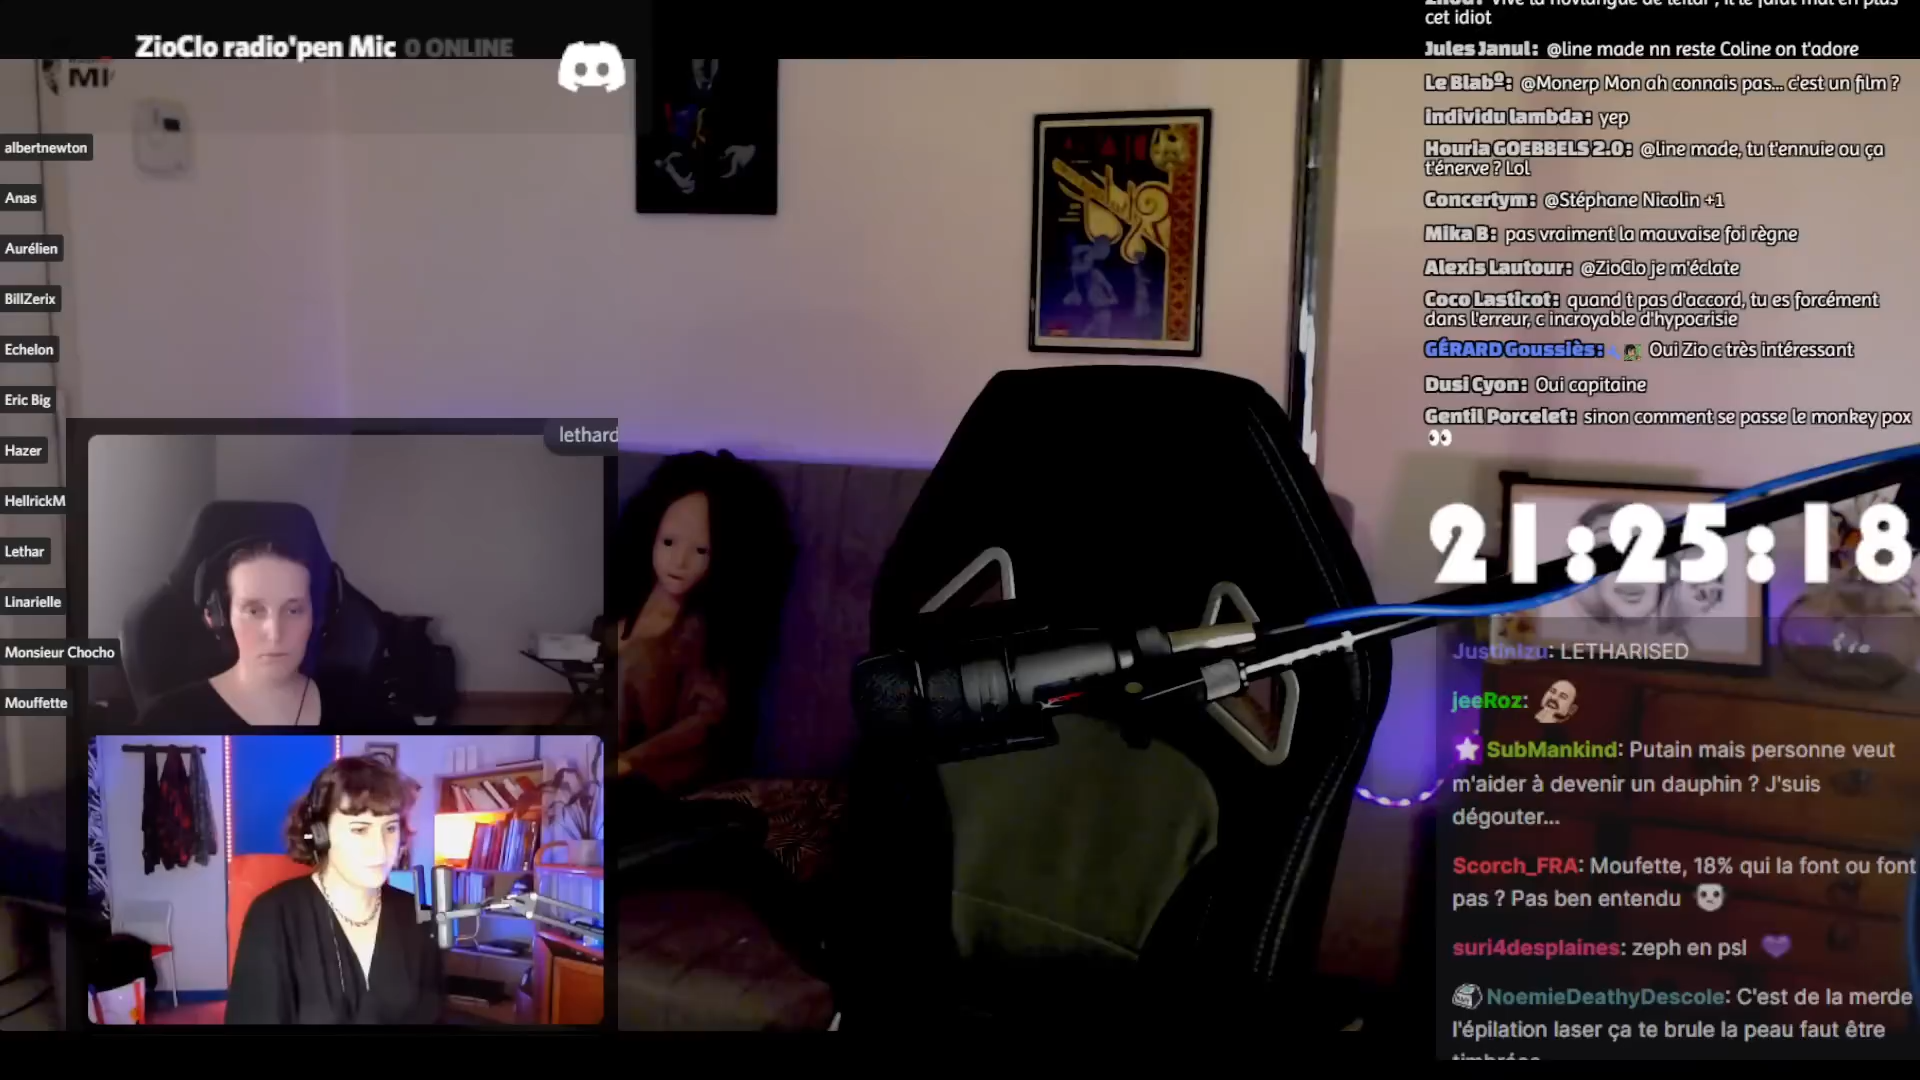 ZioClo radio'pen Mic 0 ONLINE
MI
albertnewton
Anas
Aurélien
BillZerix
Echelon
Eric Big
Hazer
HellrickM
Lethar
Linarielle
Monsieur Chocho
Mouffette
lethard
cet idiot
Jules Janul: @line made nn reste Coline on t'adore
Le Blabº: @Monerp Mon ah connais pas... c'est un film ?
individu lambda: yep
Houria GOEBBELS 2.0: @line made, tu t'ennuie ou ça
t'énerve ? Lol
Concertym: @Stéphane Nicolin +1
Mika B: pas vraiment la mauvaise foi règne
Alexis Lautour: @ZioClo je m'éclate
Coco Lasticot: quand t pas d'accord, tu es forcément
dans l'erreur, c incroyable d'hypocrisie
GÉRARD Goussiès: Oui Zio c très intéressant
Dusi Cyon: Oui capitaine
Gentil Porcelet: sinon comment se passe le monkey pox
21:25:18
JustinIzu: LETHARISED
jeeRoz:
SubMankind: Putain mais personne veut
m'aider à devenir un dauphin ? J'suis
dégouter...
Scorch_FRA: Moufette, 18% qui la font ou font
pas ? Pas ben entendu
suri4desplaines: zeph en psl
NoemieDeathyDescole: C'est de la merde
l'épilation laser ça te brule la peau faut être